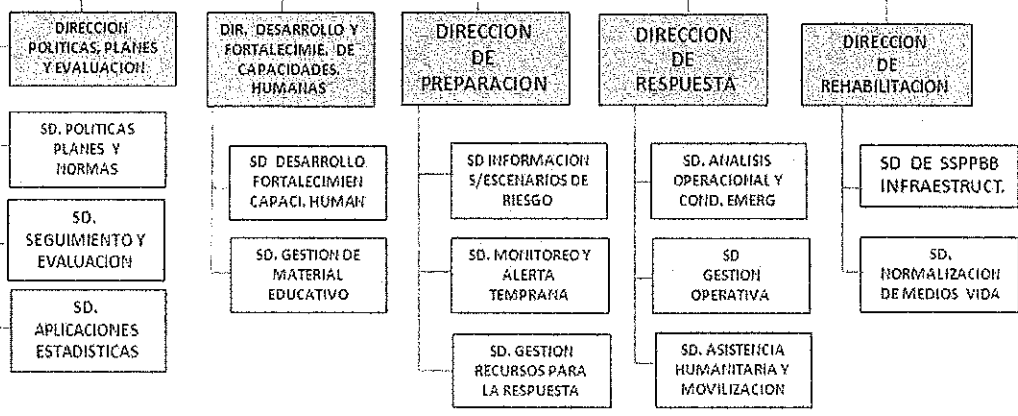 DIRECCION
POLITICAS, PLANES
Y EVALUACION
SD. POLITICAS
PLANES Y
NORMAS
SD.
SEGUIMIENTO Y
EVALUACION
SD.
APLICACIONES
ESTADISTICAS
DIR. DESARROLLO Y
FORTALECIMIE. DE
CAPACIDADES.
HUMANAS
SD DESARROLLO
FORTALECIMIEN
CAPACI. HUMAN
SD. GESTION DE
MATERIAL
EDUCATIVO
DIRECCION
DE
PREPARACION
SD INFORMACION
S/ESCENARIOS DE
RIESGO
SD. MONITOREO Y
ALERTA
TEMPRANA
SD. GESTION
RECURSOS PARA
LA RESPUESTA
DIRECCION
DE
RESPUESTA
SD. ANALISIS
OPERACIONAL Y
COND. EMERG
SD
GESTION
OPERATIVA
SD. ASISTENCIA
HUMANITARIA Y
MOVILIZACION
DIRECCION
DE
REHABILITACION
SD DE SSPPBB
INFRAESTRUCT.
SD.
NORMALIZACION
DE MEDIOS VIDA